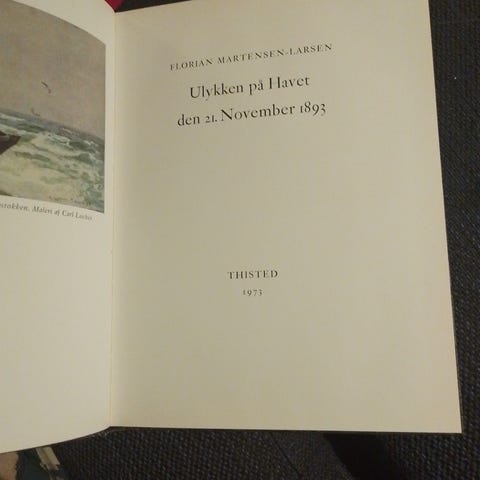 Maleri af Carl Locher
FLORIAN MARTENSEN-LARSEN
Ulykken på Havet
den 21. November 1893
THISTED
1973